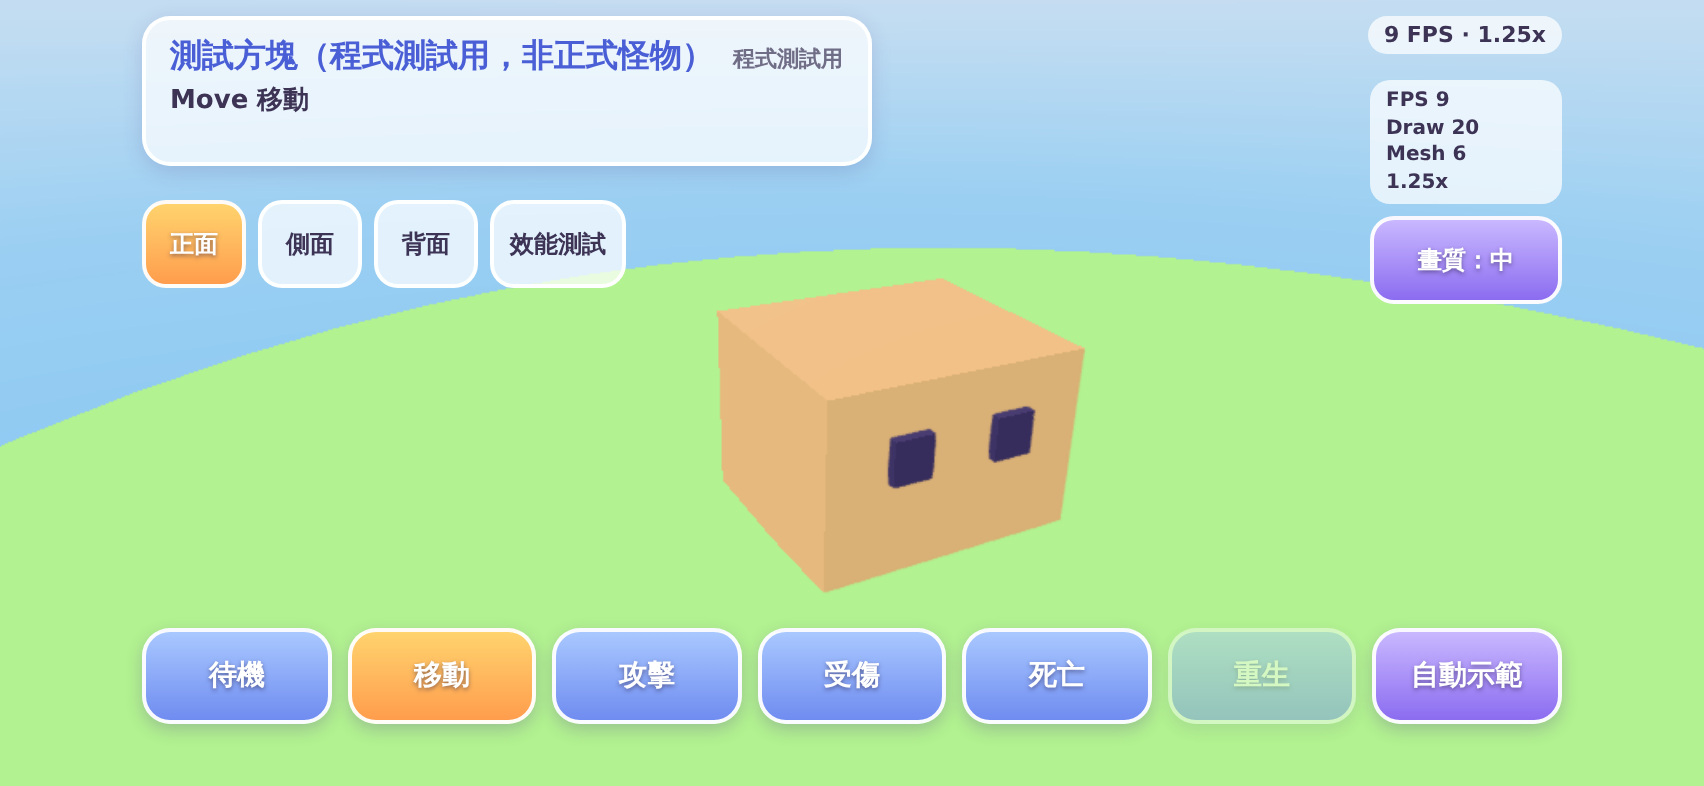 測試方塊（程式測試用，非正式怪物） 程式測試用
Move 移動
9 FPS · 1.25x
FPS 9
Draw 20
Mesh 6
1.25x
正面
側面
背面
效能測試
畫質：中
待機
移動
攻擊
受傷
死亡
重生
自動示範